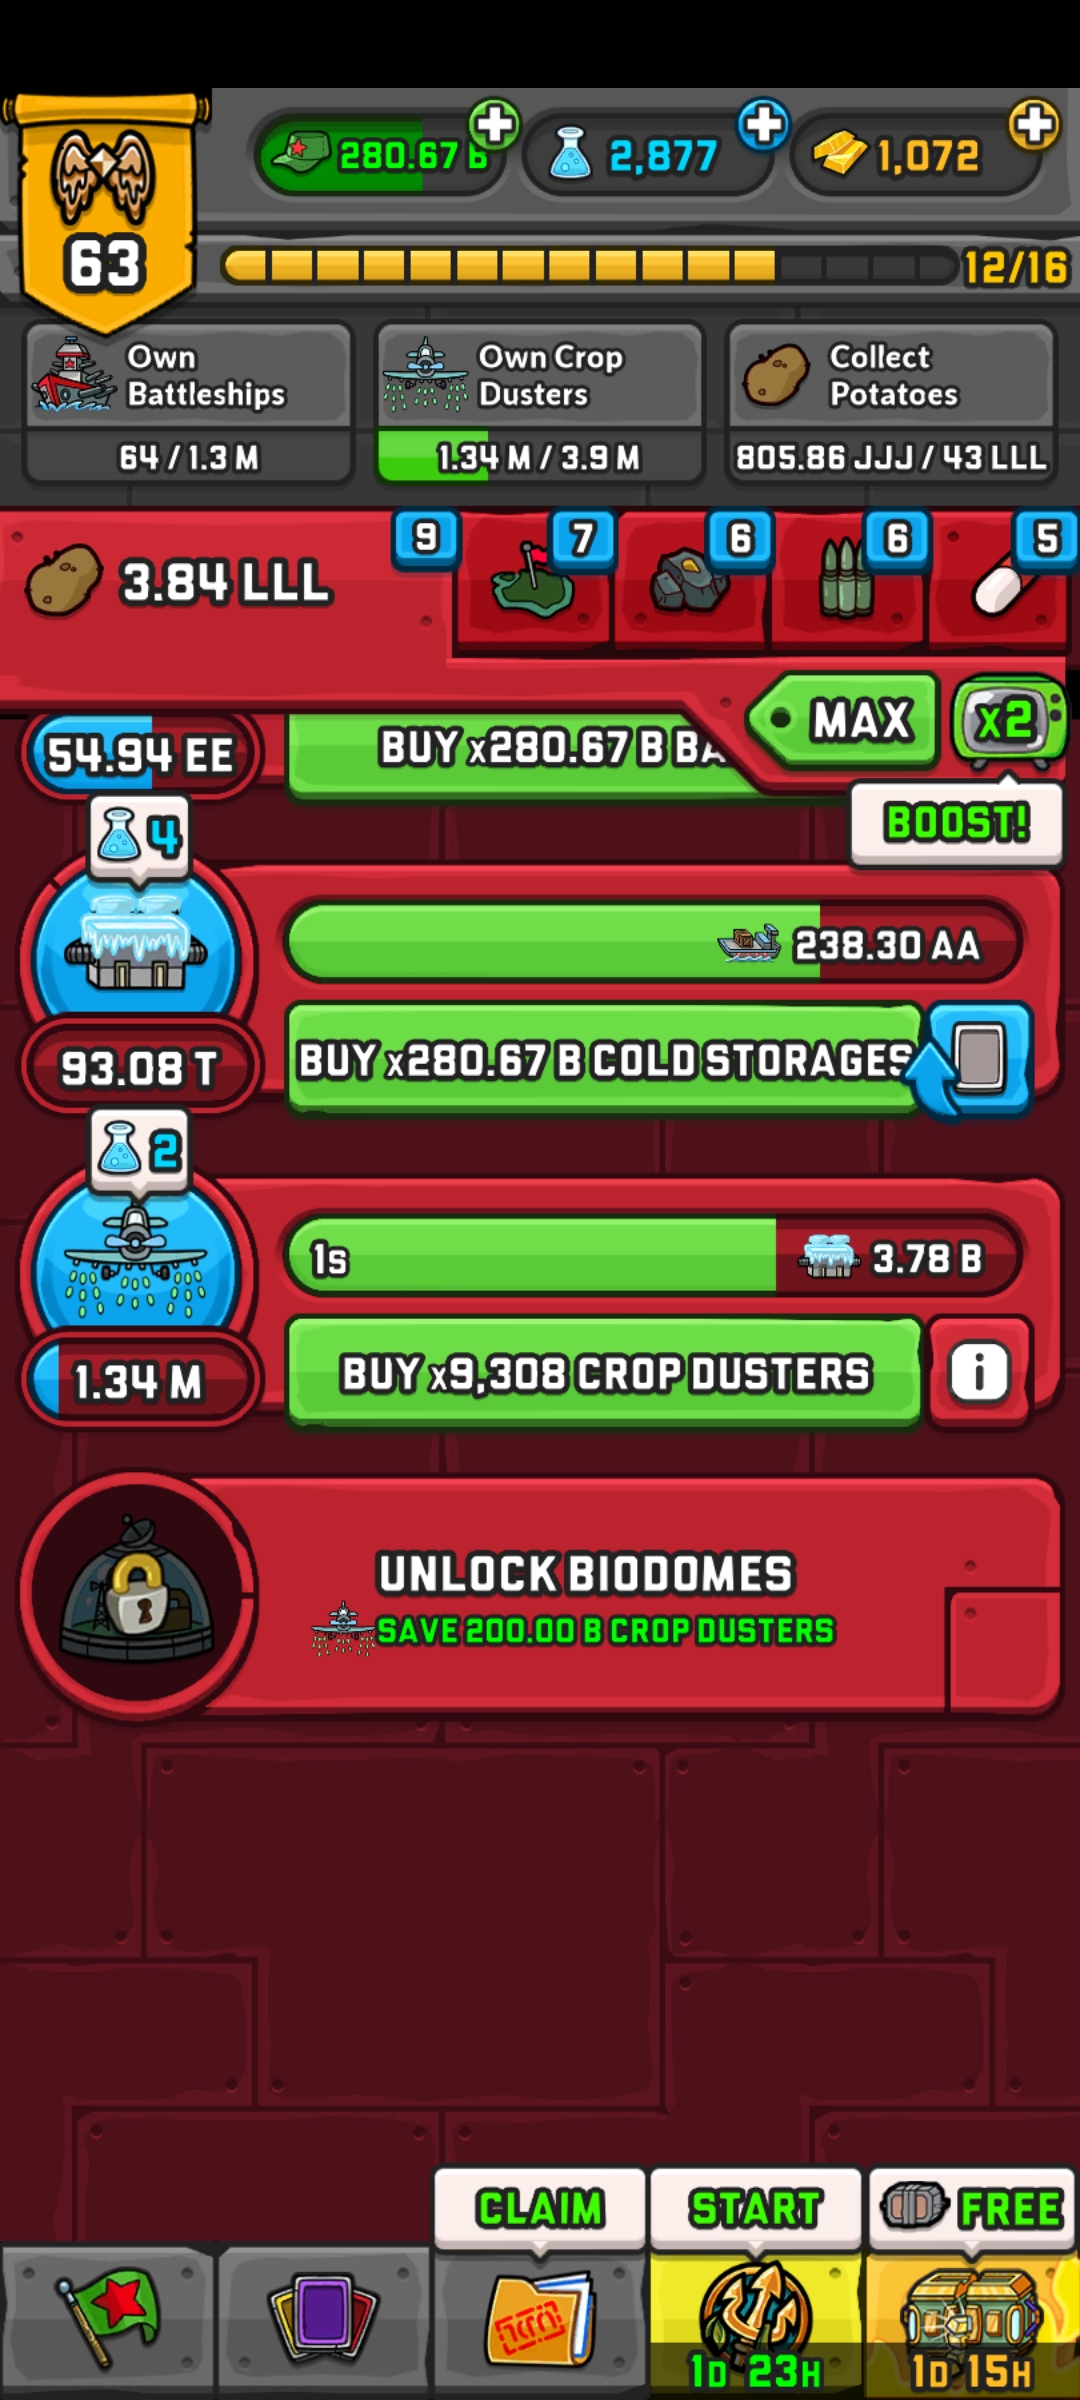 280.67 B
2,877
1,072
63
12/16
Own
Battleships
64 / 1.3 M
Own Crop
Dusters
1.34 M / 3.9 M
Collect
Potatoes
805.86 JJJ / 43 LLL
3.84 LLL
9
7
6
6
5
MAX
x2
BOOST!
54.94 EE
BUY x280.67 B
4
238.30 AA
93.08 T
BUY x280.67 B COLD STORAGES
2
1s
3.78 B
1.34 M
BUY x9,308 CROP DUSTERS
i
UNLOCK BIODOMES
SAVE 200.00 B CROP DUSTERS
CLAIM
START
FREE
1D 23H
1D 15H